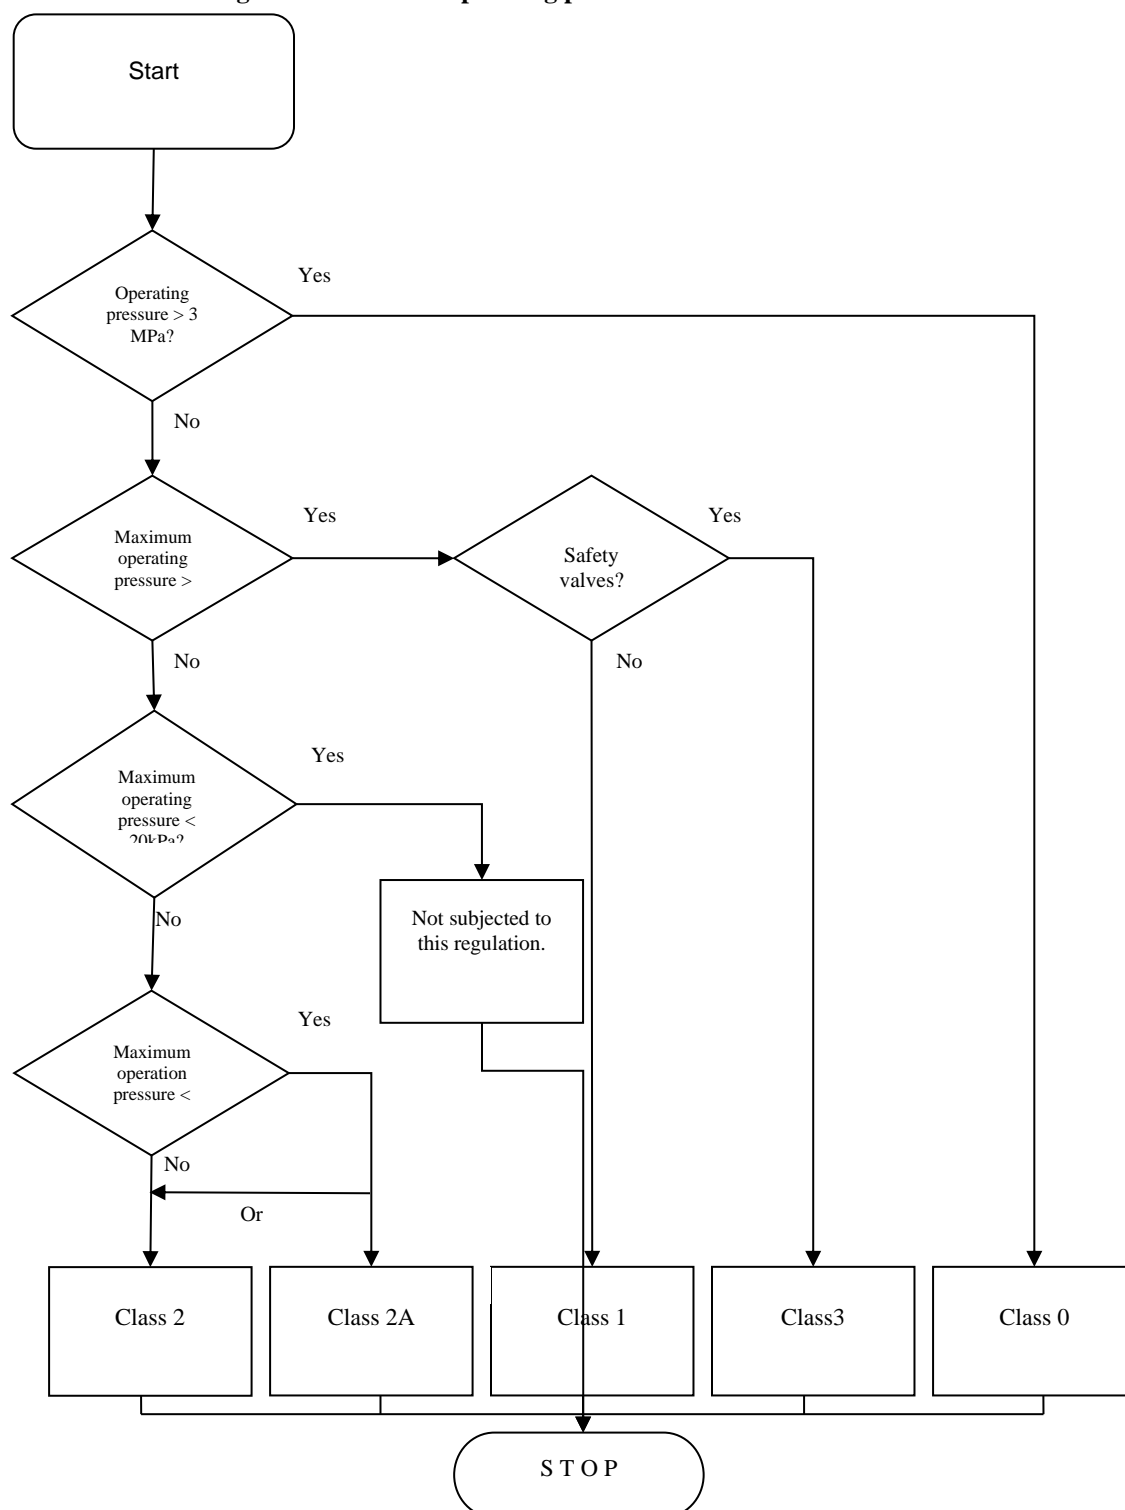 Start
Yes
Operating
pressure > 3
MPa?
No
Maximum
operating
pressure >
Yes
Safety
valves?
Yes
No
No
Maximum
operating
pressure <
20kPa?
Yes
Not subjected to
this regulation.
No
Maximum
operation
pressure <
Yes
No
Or
Class 2
Class 2A
Class 1
Class3
Class 0
S T O P